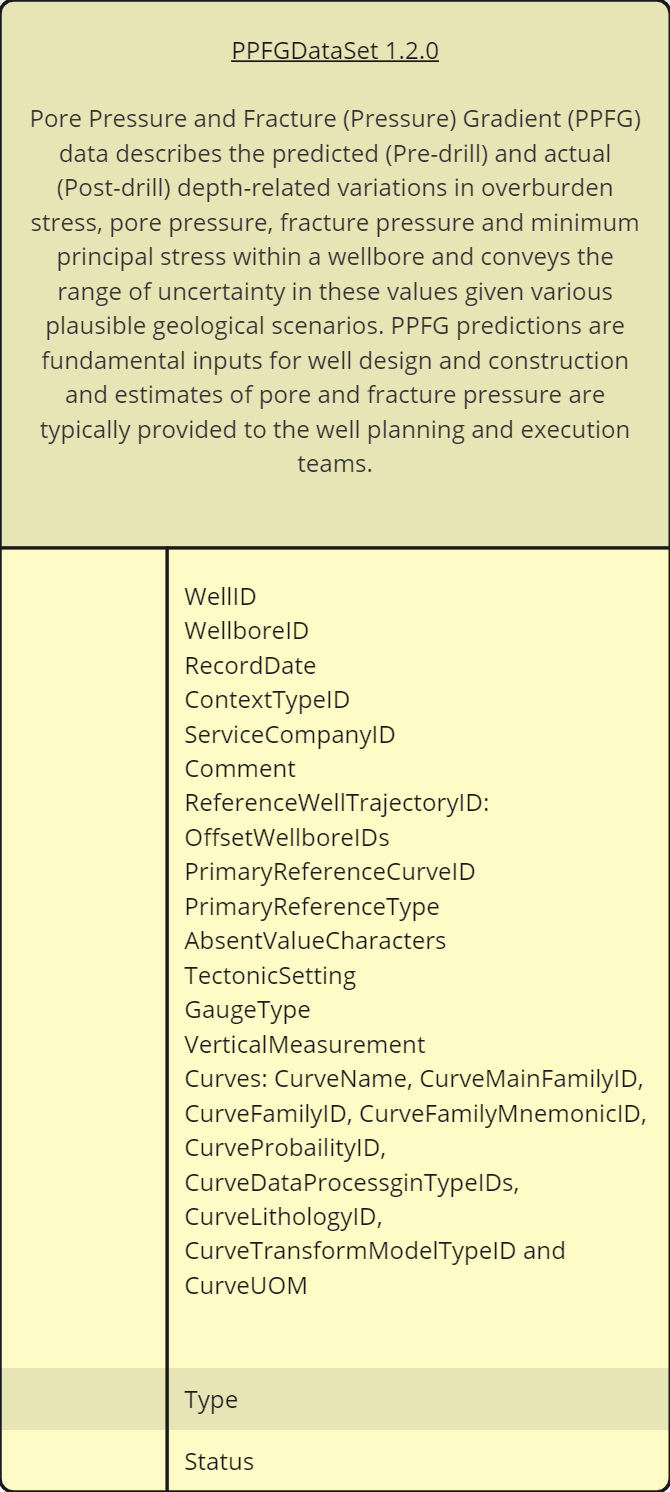 PPFGDataSet 1.2.0
Pore Pressure and Fracture (Pressure) Gradient (PPFG)
data describes the predicted (Pre-drill) and actual
(Post-drill) depth-related variations in overburden
stress, pore pressure, fracture pressure and minimum
principal stress within a wellbore and conveys the
range of uncertainty in these values given various
plausible geological scenarios. PPFG predictions are
fundamental inputs for well design and construction
and estimates of pore and fracture pressure are
typically provided to the well planning and execution
teams.
WellID
WellboreID
RecordDate
ContextTypeID
ServiceCompanyID
Comment
ReferenceWellTrajectoryID:
OffsetWellboreIDs
PrimaryReferenceCurveID
PrimaryReferenceType
AbsentValueCharacters
TectonicSetting
GaugeType
VerticalMeasurement
Curves: CurveName, CurveMainFamilyID,
CurveFamilyID, CurveFamilyMnemonicID,
CurveProbailityID,
CurveDataProcessginTypeIDs,
CurveLithologyID,
CurveTransformModelTypeID and
CurveUOM
Type
Status